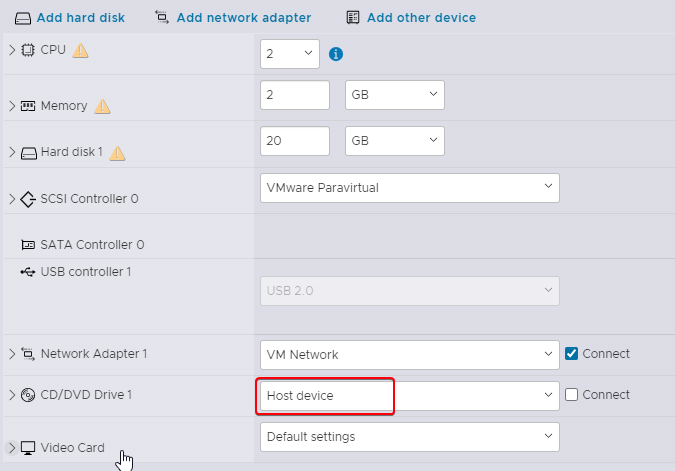 Add hard disk Add network adapter Add other device
CPU 2
Memory 2 GB
Hard disk 1 20 GB
SCSI Controller 0 VMware Paravirtual
SATA Controller 0
USB controller 1
USB 2.0
Network Adapter 1 VM Network Connect
CD/DVD Drive 1 Host device Connect
Video Card Default settings